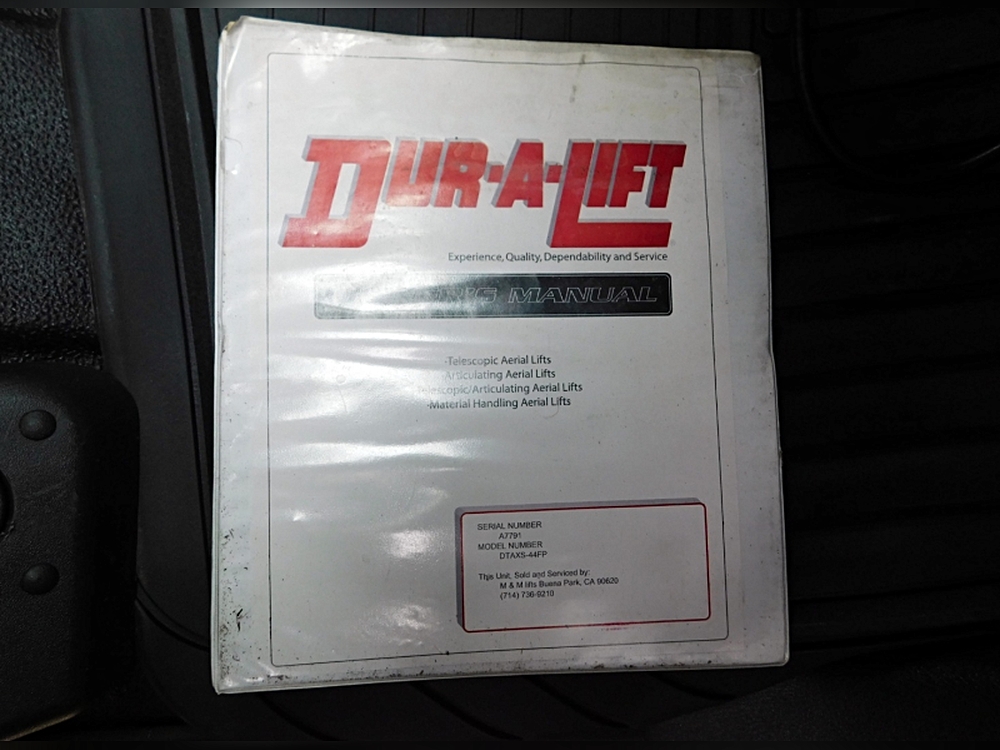 DUR-A-LIFT
Experience, Quality, Dependability and Service
MANUAL
·Telescopic Aerial Lifts
Articulating Aerial Lifts
Telescopic/Articulating Aerial Lifts
·Material Handling Aerial Lifts
SERIAL NUMBER
A7791
MODEL NUMBER
DTAXS-44FP
This Unit, Sold and Serviced by:
M & M lifts Buena Park, CA 90620
(714) 736-9210